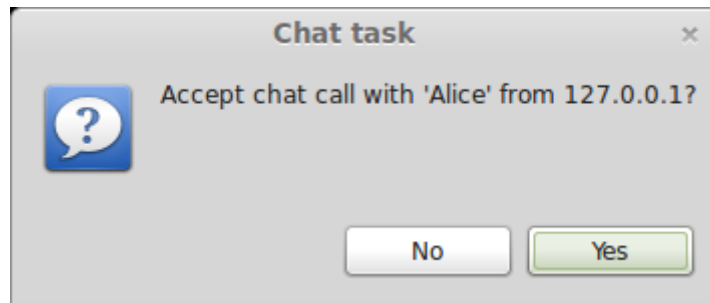 Chat task
Accept chat call with 'Alice' from 127.0.0.1?
No
Yes